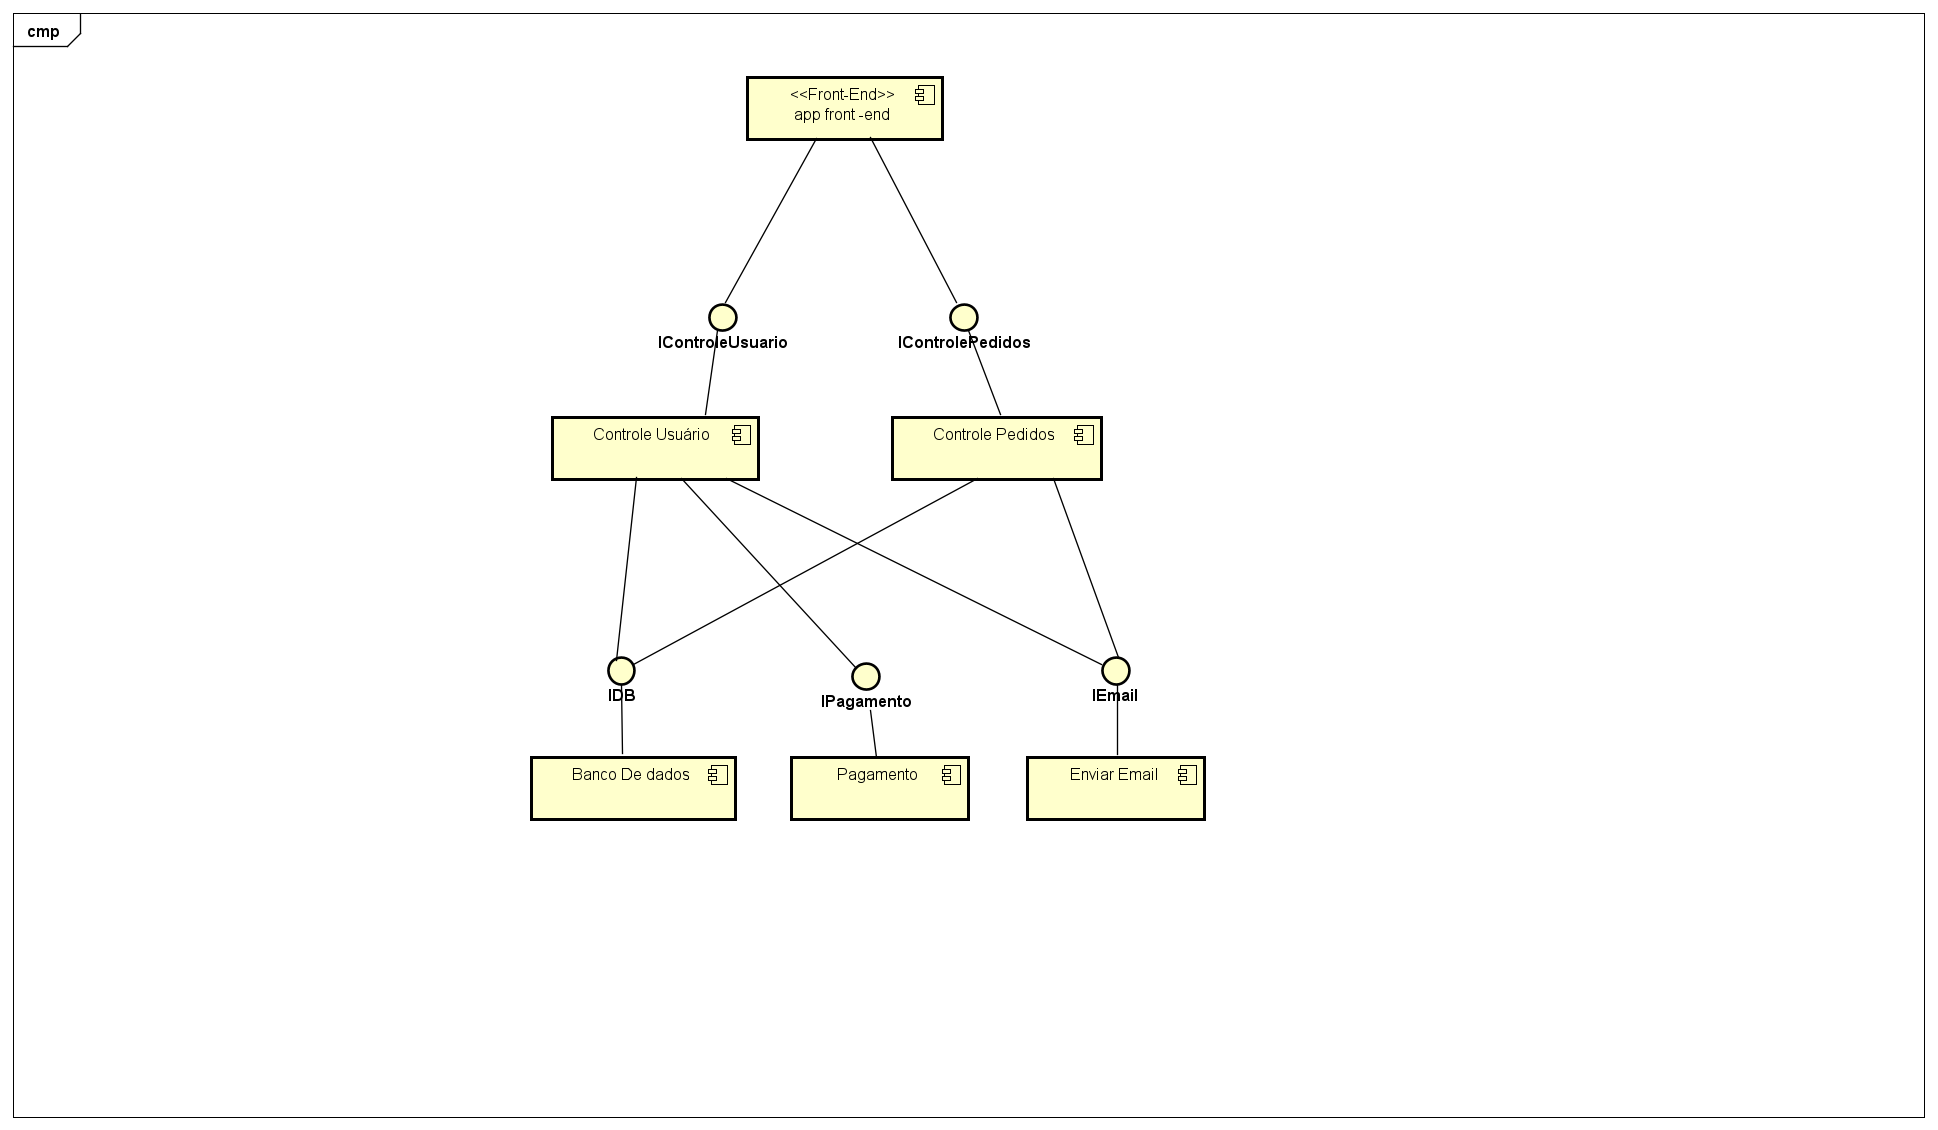 cmp
<<Front-End>>
app front -end
IControleUsuario
IControlePedidos
Controle Usuário
Controle Pedidos
IDB
IPagamento
IEmail
Banco De dados
Pagamento
Enviar Email